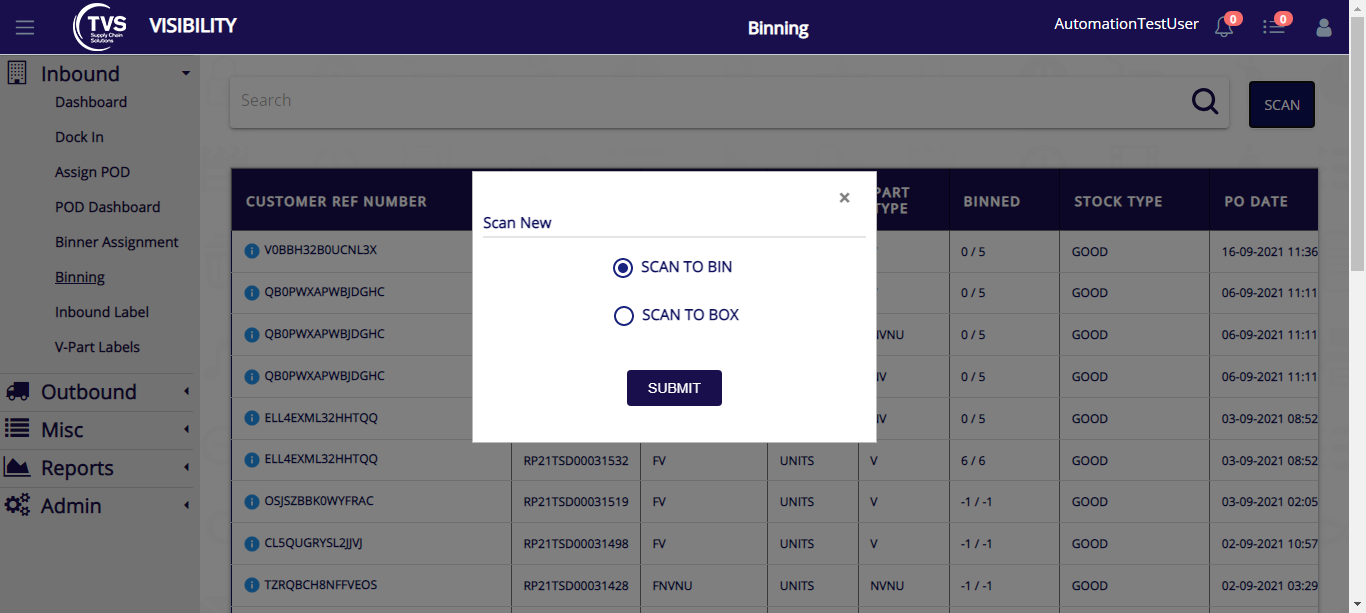 TVS
Supply Chain
Solutions
VISIBILITY
Binning
AutomationTestUser
0
0
Inbound
Dashboard
Dock In
Assign POD
POD Dashboard
Binner Assignment
Binning
Inbound Label
V-Part Labels
Outbound
Misc
Reports
Admin
Search
SCAN
CUSTOMER REF NUMBER PART TYPE BINNED STOCK TYPE PO DATE
V0BBH32B0UCNL3X 0 / 5 GOOD 16-09-2021 11:36
QB0PWXAPWBJDGHC 0 / 5 GOOD 06-09-2021 11:11
QB0PWXAPWBJDGHC NVNU 0 / 5 GOOD 06-09-2021 11:11
QB0PWXAPWBJDGHC NV 0 / 5 GOOD 06-09-2021 11:11
ELL4EXML32HHTQQ NV 0 / 5 GOOD 03-09-2021 08:52
ELL4EXML32HHTQQ RP21TSD00031532 FV UNITS V 6 / 6 GOOD 03-09-2021 08:52
OSJSZBBK0WYFRAC RP21TSD00031519 FV UNITS V -1 / -1 GOOD 03-09-2021 02:05
CL5QUGRYSL2JJVJ RP21TSD00031498 FV UNITS V -1 / -1 GOOD 02-09-2021 10:57
TZRQBCH8NFFVEOS RP21TSD00031428 FNVNU UNITS NVNU -1 / -1 GOOD 02-09-2021 03:29
×
Scan New
SCAN TO BIN
SCAN TO BOX
SUBMIT